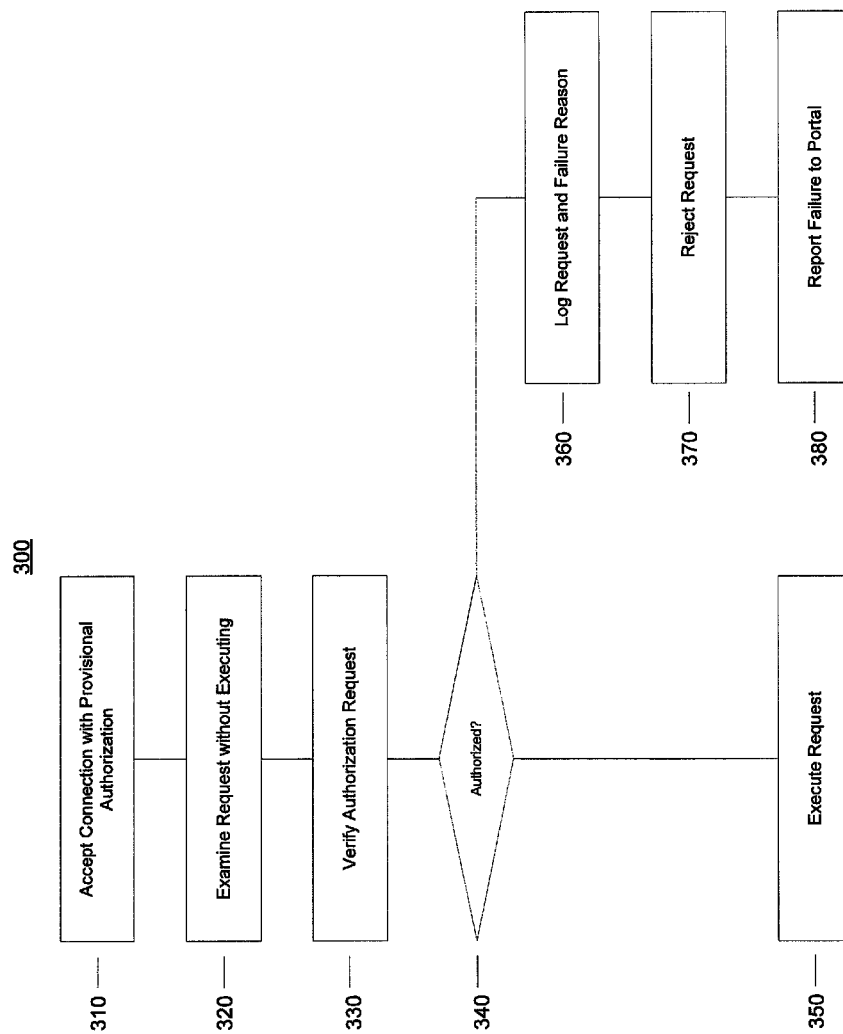 300
310
Accept Connection with Provisional
Authorization
320
Examine Request without Executing
330
Verify Authorization Request
340
Authorized?
350
Execute Request
360
Log Request and Failure Reason
370
Reject Request
380
Report Failure to Portal